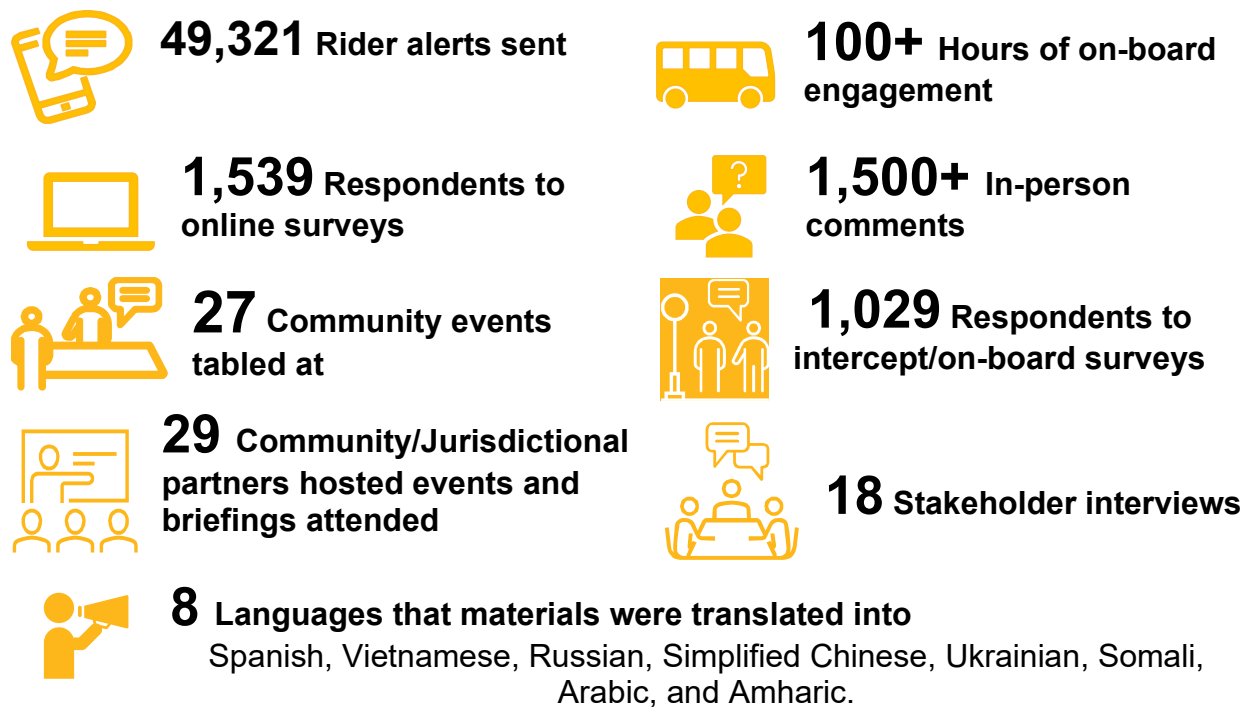 49,321 Rider alerts sent
100+ Hours of on-board
engagement
1,539 Respondents to
online surveys
?
1,500+ In-person
comments
27 Community events
tabled at
1,029 Respondents to
intercept/on-board surveys
29 Community/Jurisdictional
partners hosted events and
briefings attended
18 Stakeholder interviews
8 Languages that materials were translated into
Spanish, Vietnamese, Russian, Simplified Chinese, Ukrainian, Somali,
Arabic, and Amharic.